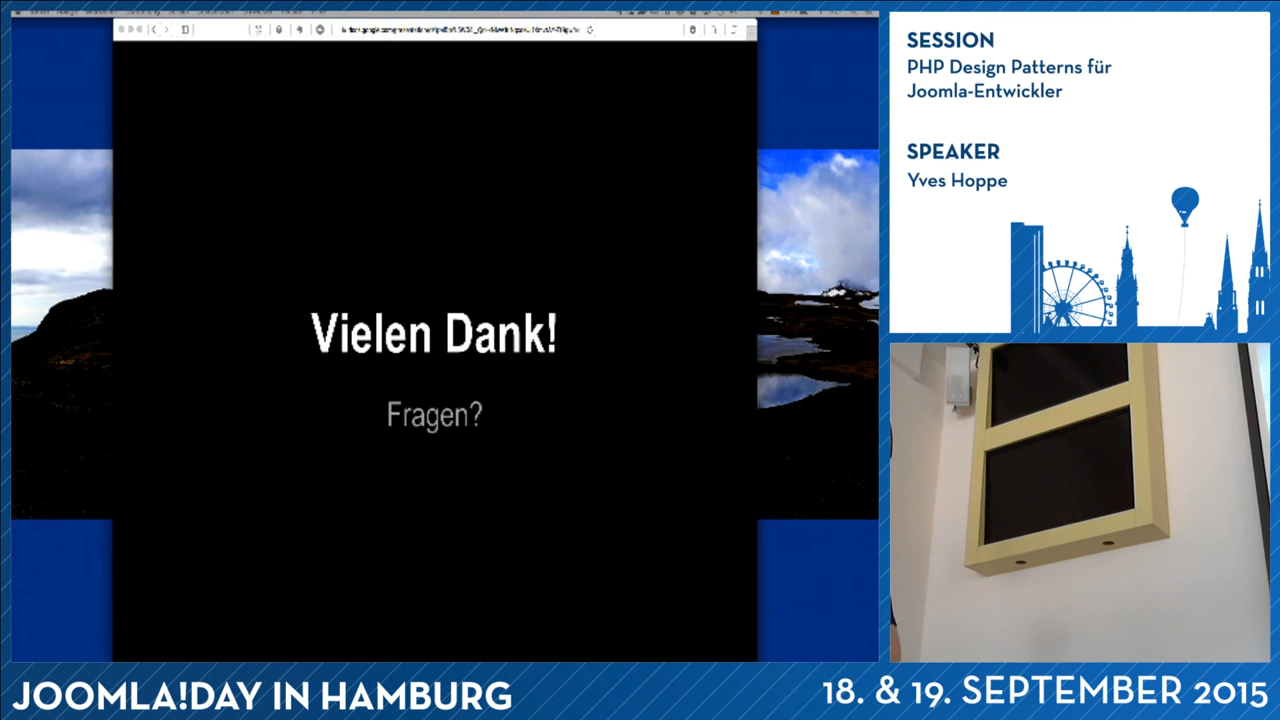 Vielen Dank!
Fragen?
SESSION
PHP Design Patterns für
Joomla-Entwickler
SPEAKER
Yves Hoppe
JOOMLA!DAY IN HAMBURG
18. & 19. SEPTEMBER 2015